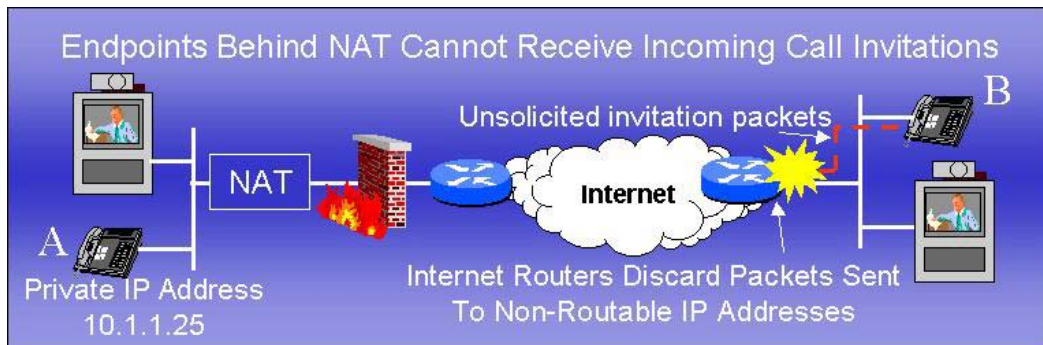 Endpoints Behind NAT Cannot Receive Incoming Call Invitations
B
Unsolicited invitation packets
NAT
Internet
A
Private IP Address
10.1.1.25
Internet Routers Discard Packets Sent
To Non-Routable IP Addresses